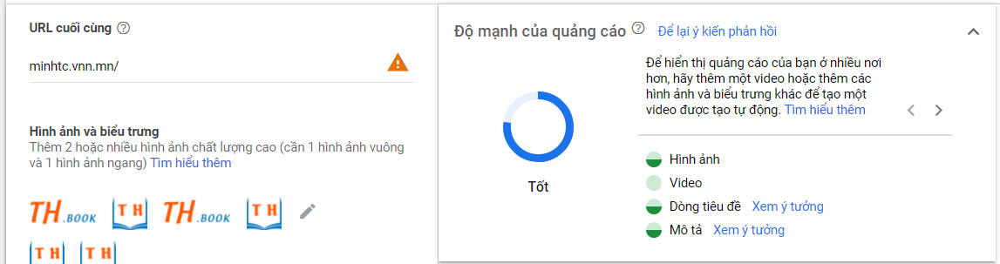 URL cuối cùng
minhtc.vnn.mn/
Hình ảnh và biểu trưng
Thêm 2 hoặc nhiều hình ảnh chất lượng cao (cần 1 hình ảnh vuông
và 1 hình ảnh ngang) Tìm hiểu thêm
TH.BOOK TH TH.BOOK TH
TH TH
Độ mạnh của quảng cáo Để lại ý kiến phản hồi
Để hiển thị quảng cáo của bạn ở nhiều nơi
hơn, hãy thêm một video hoặc thêm các
hình ảnh và biểu trưng khác để tạo một
video được tạo tự động. Tìm hiểu thêm
Tốt
Hình ảnh
Video
Dòng tiêu đề Xem ý tưởng
Mô tả Xem ý tưởng